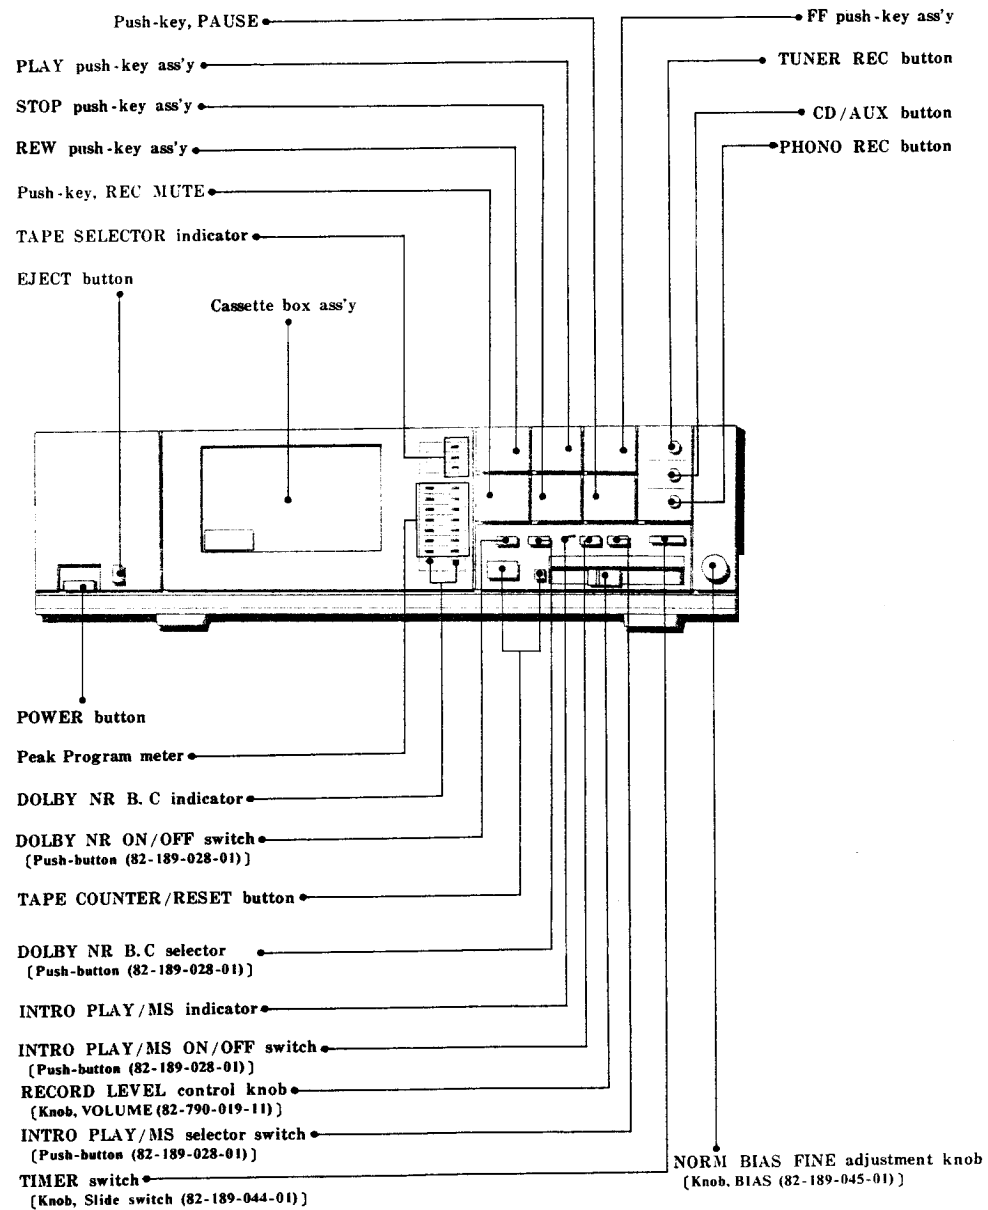 Push-key, PAUSE
FF push-key ass'y
PLAY push-key ass'y
TUNER REC button
STOP push-key ass'y
CD/AUX button
REW push-key ass'y
PHONO REC button
Push-key, REC MUTE
TAPE SELECTOR indicator
EJECT button
Cassette box ass'y
POWER button
Peak Program meter
DOLBY NR B.C indicator
DOLBY NR ON/OFF switch
(Push-button (82-189-028-01))
TAPE COUNTER/RESET button
DOLBY NR B.C selector
(Push-button (82-189-028-01))
INTRO PLAY/MS indicator
INTRO PLAY/MS ON/OFF switch
(Push-button (82-189-028-01))
RECORD LEVEL control knob
(Knob, VOLUME (82-790-019-11))
INTRO PLAY/MS selector switch
(Push-button (82-189-028-01))
TIMER switch
(Knob, Slide switch (82-189-044-01))
NORM BIAS FINE adjustment knob
(Knob, BIAS (82-189-045-01))